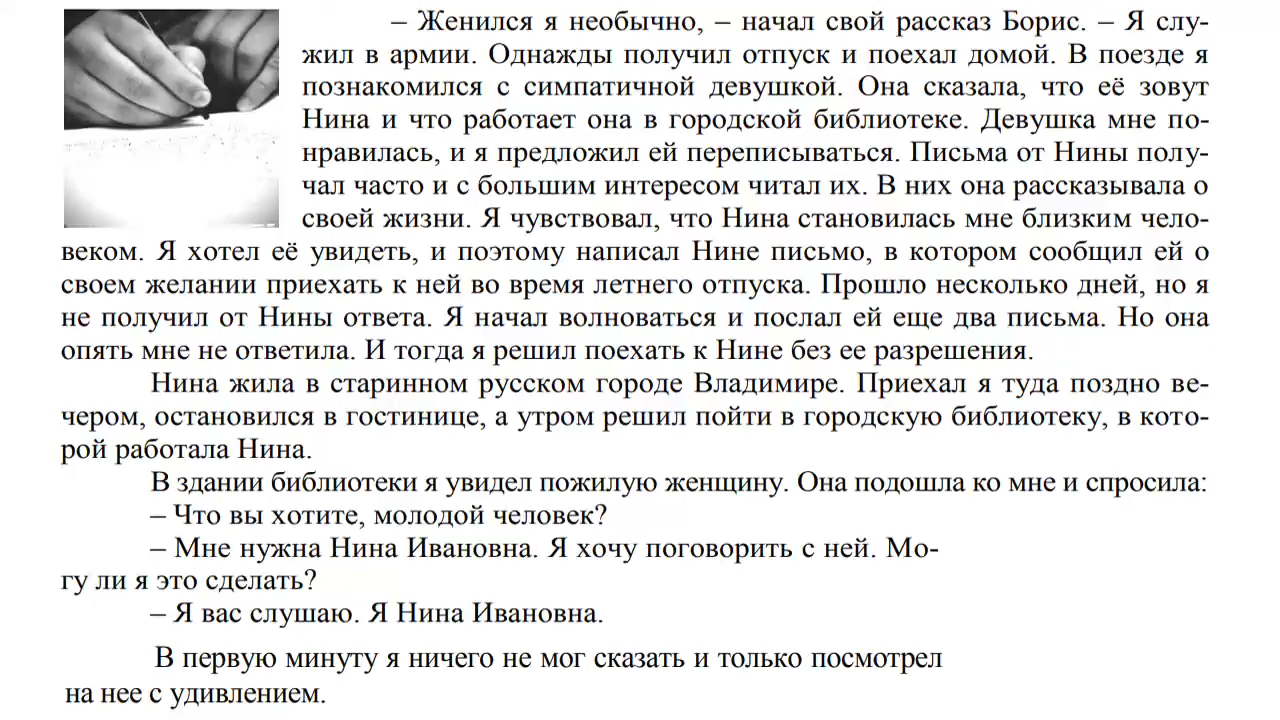 – Женился я необычно, – начал свой рассказ Борис. – Я слу-
жил в армии. Однажды получил отпуск и поехал домой. В поезде я
познакомился с симпатичной девушкой. Она сказала, что её зовут
Нина и что работает она в городской библиотеке. Девушка мне по-
нравилась, и я предложил ей переписываться. Письма от Нины полу-
чал часто и с большим интересом читал их. В них она рассказывала о
своей жизни. Я чувствовал, что Нина становилась мне близким чело-
веком. Я хотел её увидеть, и поэтому написал Нине письмо, в котором сообщил ей о
своем желании приехать к ней во время летнего отпуска. Прошло несколько дней, но я
не получил от Нины ответа. Я начал волноваться и послал ей еще два письма. Но она
опять мне не ответила. И тогда я решил поехать к Нине без ее разрешения.
Нина жила в старинном русском городе Владимире. Приехал я туда поздно ве-
чером, остановился в гостинице, а утром решил пойти в городскую библиотеку, в кото-
рой работала Нина.
В здании библиотеки я увидел пожилую женщину. Она подошла ко мне и спросила:
– Что вы хотите, молодой человек?
– Мне нужна Нина Ивановна. Я хочу поговорить с ней. Мо-
гу ли я это сделать?
– Я вас слушаю. Я Нина Ивановна.
В первую минуту я ничего не мог сказать и только посмотрел
на нее с удивлением.